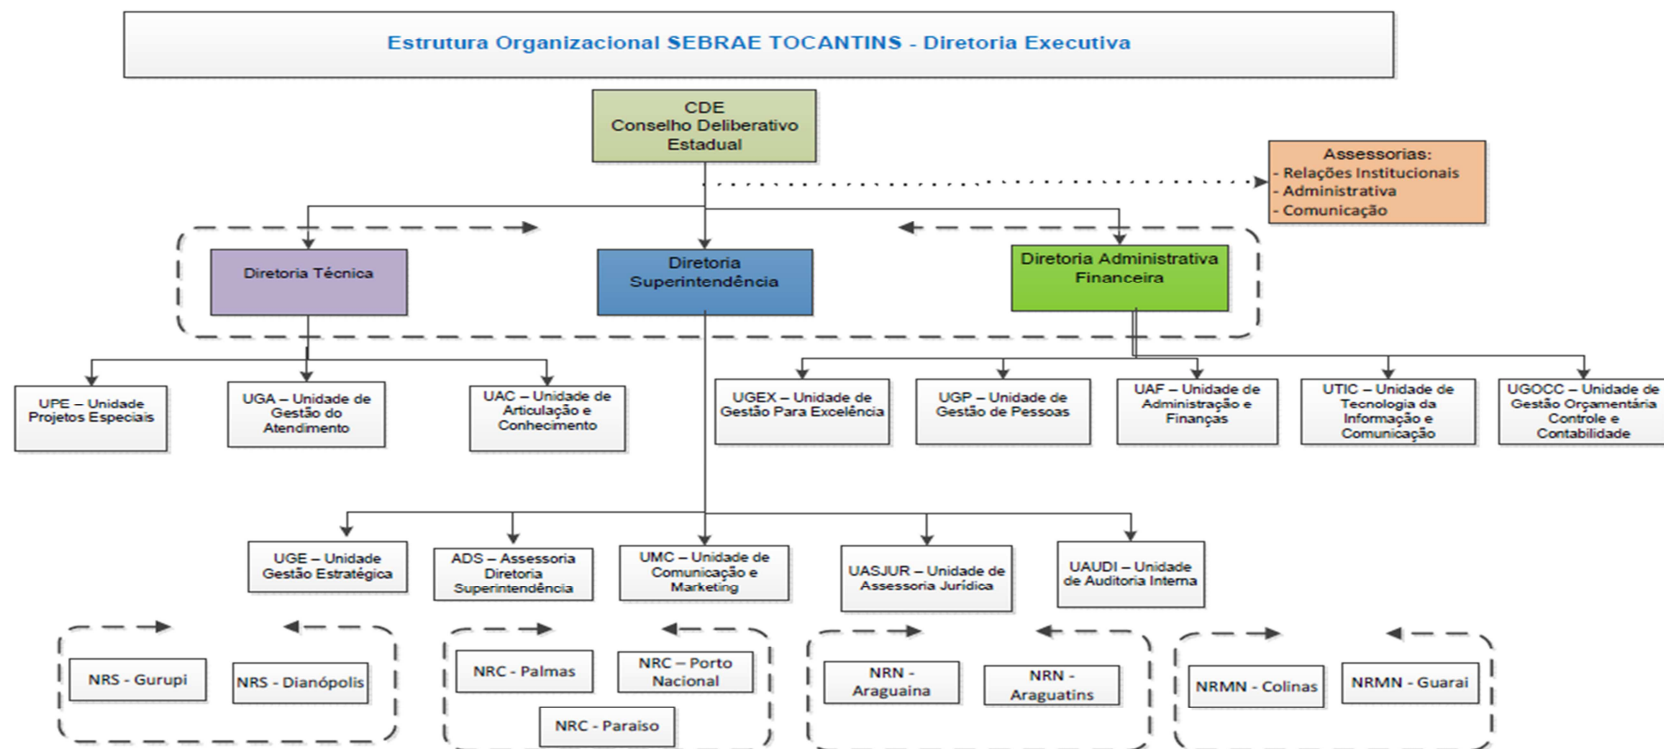 Estrutura Organizacional SEBRAE TOCANTINS - Diretoria Executiva
CDE
Conselho Deliberativo
Estadual
Assessorias:
- Relações Institucionais
- Administrativa
- Comunicação
Diretoria Técnica
Diretoria
Superintendência
Diretoria Administrativa
Financeira
UPE – Unidade
Projetos Especiais
UGA – Unidade de
Gestão do
Atendimento
UAC – Unidade de
Articulação e
Conhecimento
UGEX – Unidade de
Gestão Para Excelência
UGP – Unidade de
Gestão de Pessoas
UAF – Unidade de
Administração e
Finanças
UTIC – Unidade de
Tecnologia da
Informação e
Comunicação
UGOCC – Unidade de
Gestão Orçamentária
Controle e
Contabilidade
UGE – Unidade
Gestão Estratégica
ADS – Assessoria
Diretoria
Superintendência
UMC – Unidade de
Comunicação e
Marketing
UASJUR – Unidade de
Assessoria Jurídica
UAUDI – Unidade
de Auditoria Interna
NRS - Gurupi
NRS - Dianópolis
NRC - Palmas
NRC – Porto
Nacional
NRC - Paraiso
NRN -
Araguaina
NRN -
Araguatins
NRMN - Colinas
NRMN - Guarai